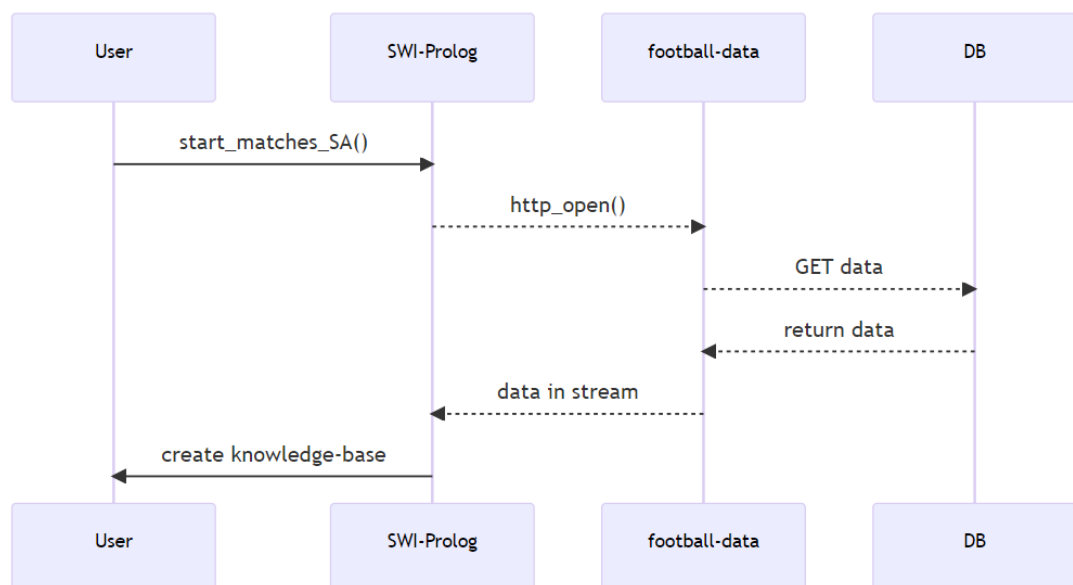 User SWI-Prolog football-data DB
start_matches_SA()
http_open()
GET data
return data
data in stream
create knowledge-base
User SWI-Prolog football-data DB